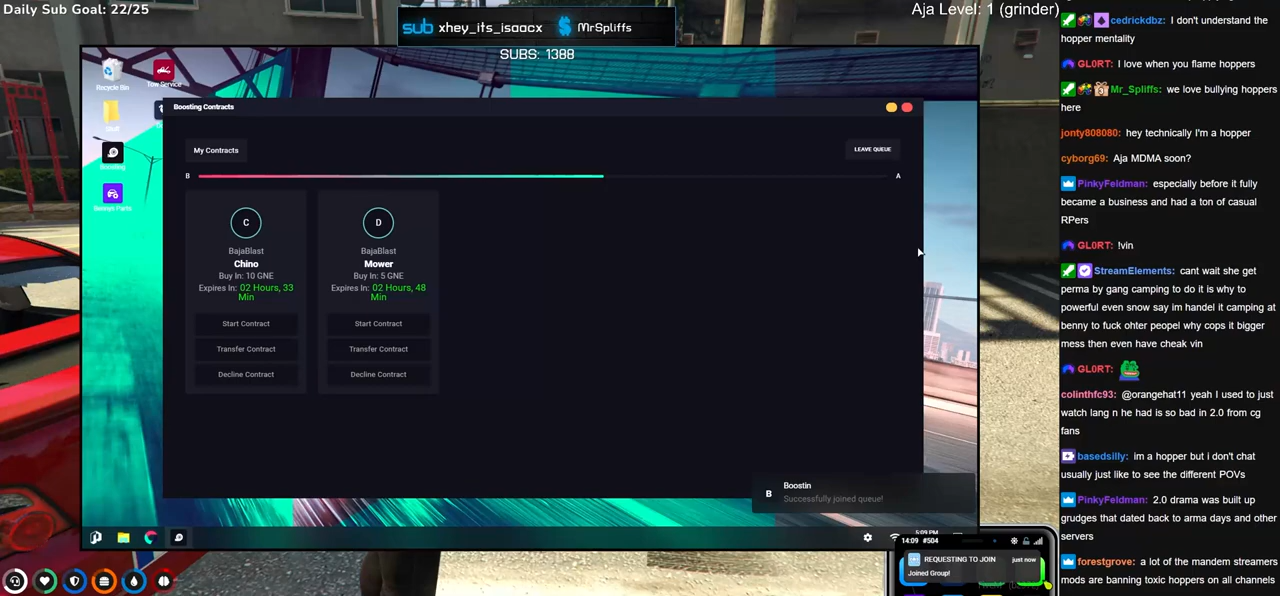 Daily Sub Goal: 22/25
sub xhey_its_isaacx MrSpliffs
SUBS: 1388
Aja Level: 1 (grinder)
Recycle Bin
Tow Service
Boosting Contracts
My Contracts
LEAVE QUEUE
B
A
C
BajaBlast
Chino
Buy In: 10 GNE
Expires In: 02 Hours, 33
Min
Start Contract
Transfer Contract
Decline Contract
D
BajaBlast
Mower
Buy In: 5 GNE
Expires In: 02 Hours, 48
Min
Start Contract
Transfer Contract
Decline Contract
B
Boostin
Successfully joined queue!
5:09 PM
14:09 #504
REQUESTING TO JOIN just now
Joined Group!
cedrickdbz: I don't understand the
hopper mentality
GL0RT: I love when you flame hoppers
Mr_Spliffs: we love bullying hoppers
here
jonty808080: hey technically I'm a hopper
cyborg69: Aja MDMA soon?
PinkyFeldman: especially before it fully
became a business and had a ton of casual
RPers
GL0RT: !vin
StreamElements: cant wait she get
perma by gang camping to do it is why to
powerful even snow say im handel it camping at
benny to fuck ohter peopel why cops it bigger
mess then even have cheak vin
GL0RT:
colinthfc93: @orangehat11 yeah I used to just
watch lang n he had is so bad in 2.0 from cg
fans
basedsilly: im a hopper but i don't chat
usually just like to see the different POVs
PinkyFeldman: 2.0 drama was built up
grudges that dated back to arma days and other
servers
forestgrove: a lot of the mandem streamers
mods are banning toxic hoppers on all channels